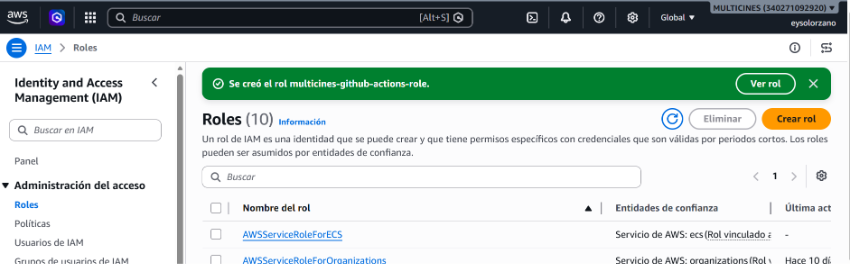 aws
Buscar
[Alt+S]
Global
MULTICINES (340271092920)
eysolorzano
IAM > Roles
Identity and Access Management (IAM)
Buscar en IAM
Panel
Administración del acceso
Roles
Políticas
Usuarios de IAM
Grupos de usuarios de IAM
Se creó el rol multicines-github-actions-role.
Ver rol
Roles (10) Información
Eliminar
Crear rol
Un rol de IAM es una identidad que se puede crear y que tiene permisos específicos con credenciales que son válidas por periodos cortos. Los roles
pueden ser asumidos por entidades de confianza.
Buscar
1
Nombre del rol
Entidades de confianza
Última act
AWSServiceRoleForECS
Servicio de AWS: ecs (Rol vinculado a
-
AWSServiceRoleForOrganizations
Servicio de AWS: organizations (Rol v
Hace 10 dí